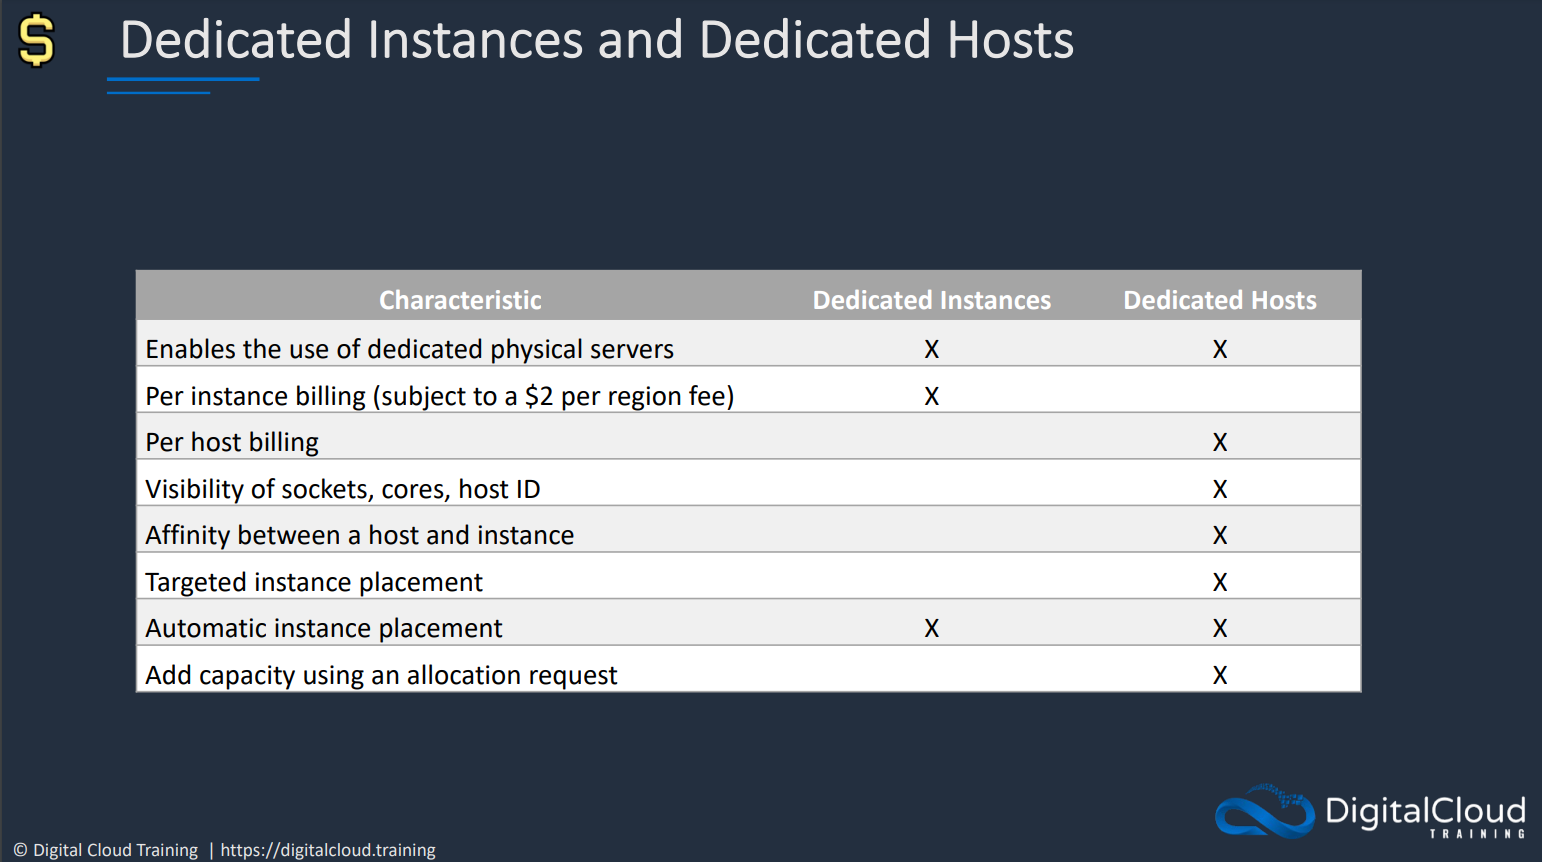 $
Dedicated Instances and Dedicated Hosts
Characteristic Dedicated Instances Dedicated Hosts
Enables the use of dedicated physical servers X X
Per instance billing (subject to a $2 per region fee) X
Per host billing X
Visibility of sockets, cores, host ID X
Affinity between a host and instance X
Targeted instance placement X
Automatic instance placement X X
Add capacity using an allocation request X
DigitalCloud
TRAINING
© Digital Cloud Training | https://digitalcloud.training